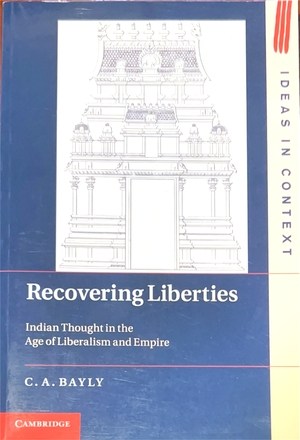 IDEAS IN CONTEXT
Recovering Liberties
Indian Thought in the
Age of Liberalism and Empire
C. A. BAYLY
CAMBRIDGE